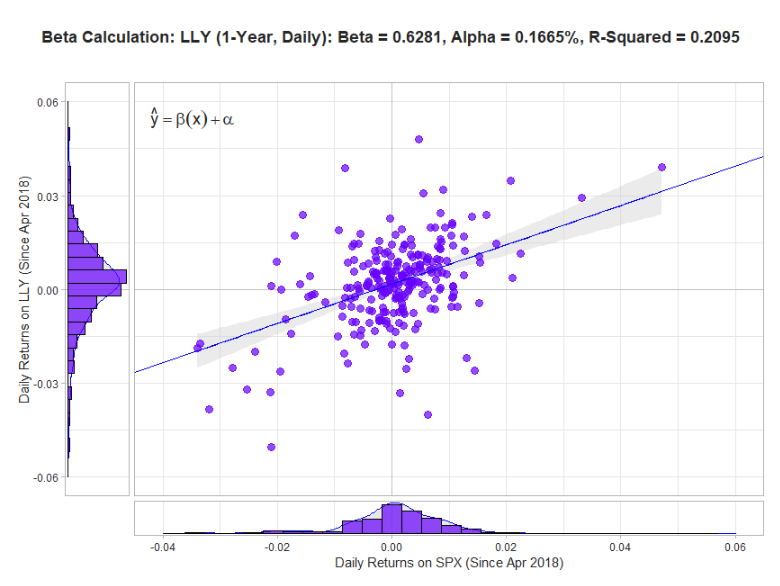 Beta Calculation: LLY (1-Year, Daily): Beta = 0.6281, Alpha = 0.1665%, R-Squared = 0.2095
ŷ = β(x) + α
Daily Returns on LLY (Since Apr 2018)
0.06
0.03
0.00
-0.03
-0.06
-0.04
-0.02
0.00
0.02
0.04
0.06
Daily Returns on SPX (Since Apr 2018)